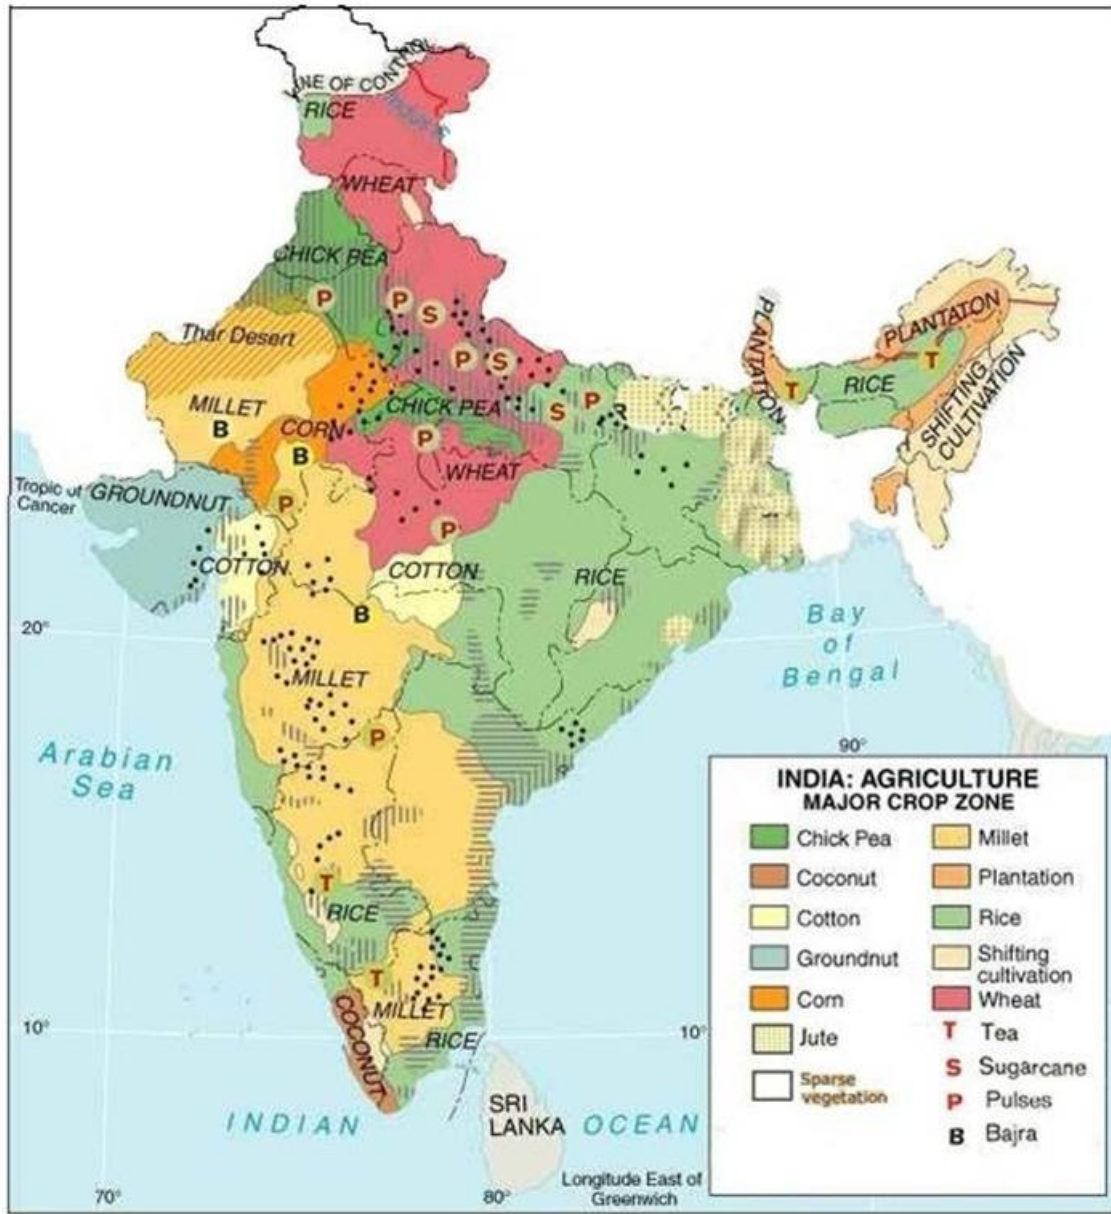 LINE OF CONTROL
RICE
INDUS R.
WHEAT
CHICK PEA
P
P
S
Thar Desert
P
S
PLANTATON
PLANTATON
T
T
RICE
SHIFTING
CULTIVATION
MILLET
B
CHICK PEA
S
P
R
CORN
P
B
WHEAT
Tropic of
Cancer
GROUNDNUT
P
P
COTTON
COTTON
RICE
B
20°
Bay
of
Bengal
MILLET
P
Arabian
Sea
90°
T
RICE
T
MILLET
10°
10°
COCONUT
RICE
INDIAN
OCEAN
SRI
LANKA
70°
80°
Longitude East of
Greenwich
INDIA: AGRICULTURE
MAJOR CROP ZONE
Chick Pea
Millet
Coconut
Plantation
Cotton
Rice
Groundnut
Shifting
cultivation
Corn
Wheat
Jute
T Tea
S Sugarcane
Sparse
vegetation
P Pulses
B Bajra